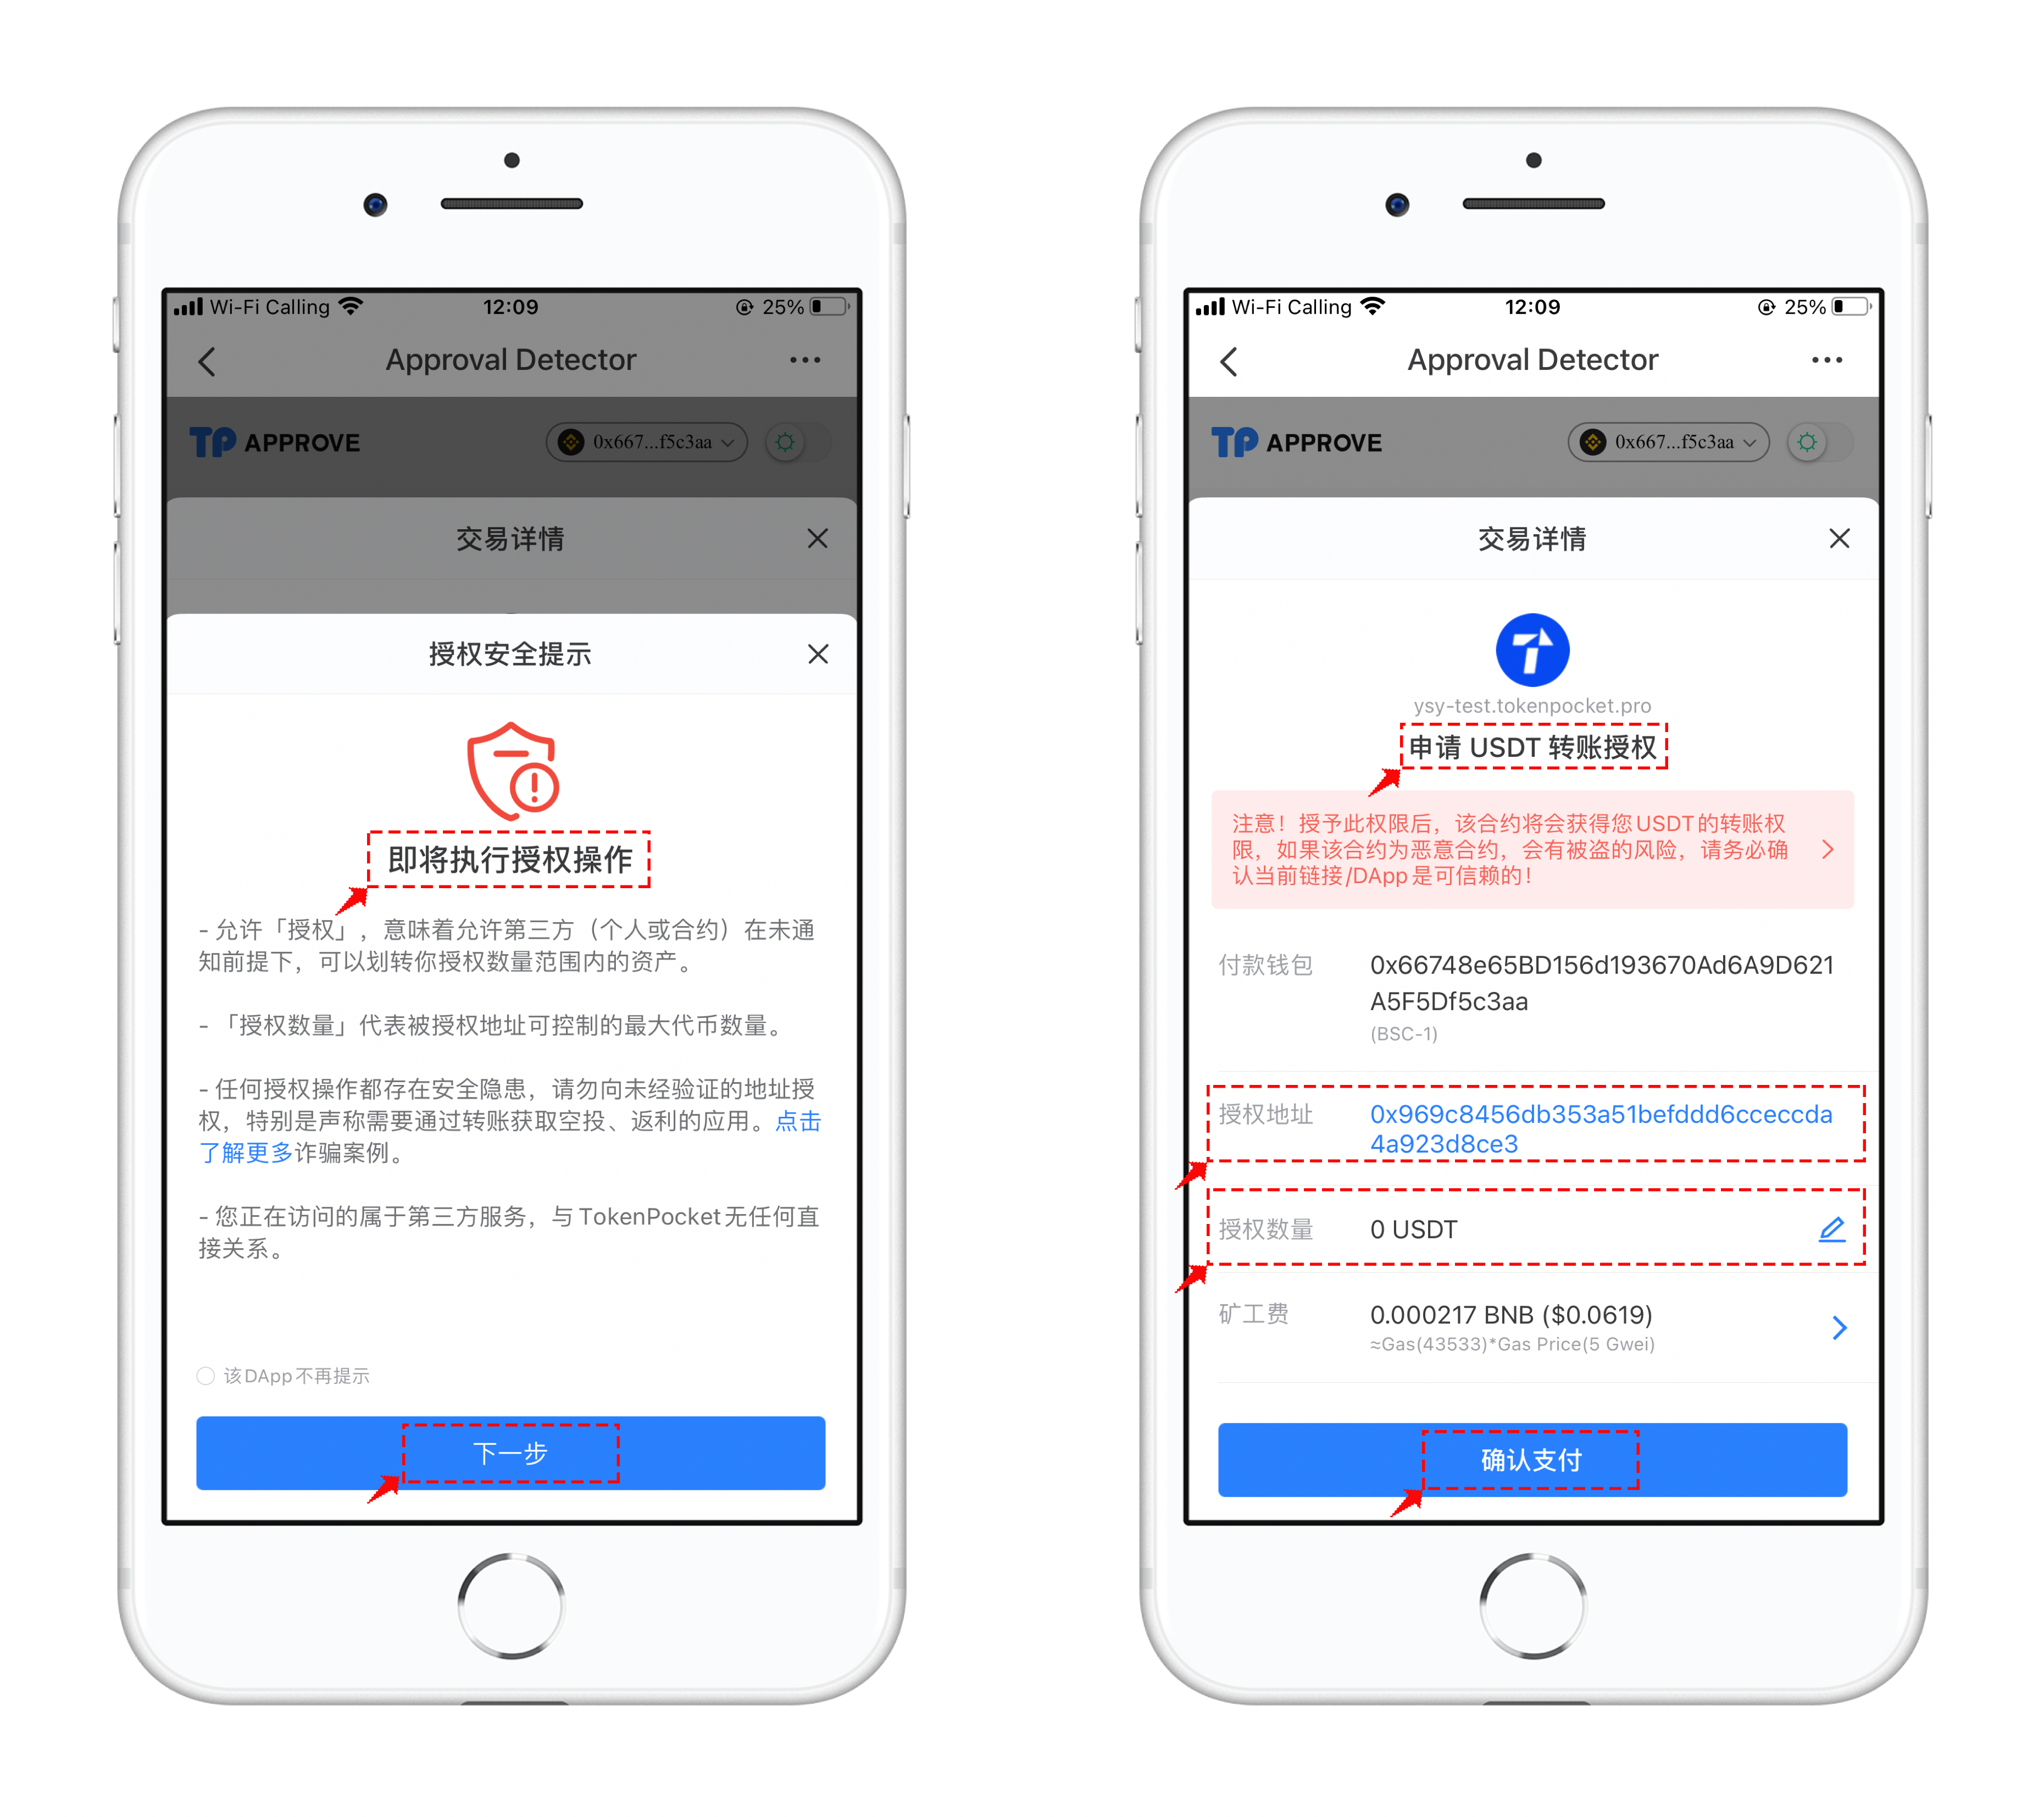 Wi-Fi Calling 12:09 25%
Approval Detector
TP APPROVE 0x667...f5c3aa
交易详情
授权安全提示
即将执行授权操作
- 允许「授权」，意味着允许第三方（个人或合约）在未通
知前提下，可以划转你授权数量范围内的资产。
- 「授权数量」代表被授权地址可控制的最大代币数量。
- 任何授权操作都存在安全隐患，请勿向未经验证的地址授
权，特别是声称需要通过转账获取空投、返利的应用。点击
了解更多诈骗案例。
- 您正在访问的属于第三方服务，与 TokenPocket 无任何直
接关系。
该DApp不再提示
下一步
Wi-Fi Calling 12:09 25%
Approval Detector
TP APPROVE 0x667...f5c3aa
交易详情
ysy-test.tokenpocket.pro
申请 USDT 转账授权
注意！授予此权限后，该合约将会获得您USDT的转账权
限，如果该合约为恶意合约，会有被盗的风险，请务必确
认当前链接/DApp是可信赖的！
付款钱包 0x66748e65BD156d193670Ad6A9D621
A5F5Df5c3aa
(BSC-1)
授权地址 0x969c8456db353a51befddd6cceccda
4a923d8ce3
授权数量 0 USDT
矿工费 0.000217 BNB ($0.0619)
≈Gas(43533)*Gas Price(5 Gwei)
确认支付